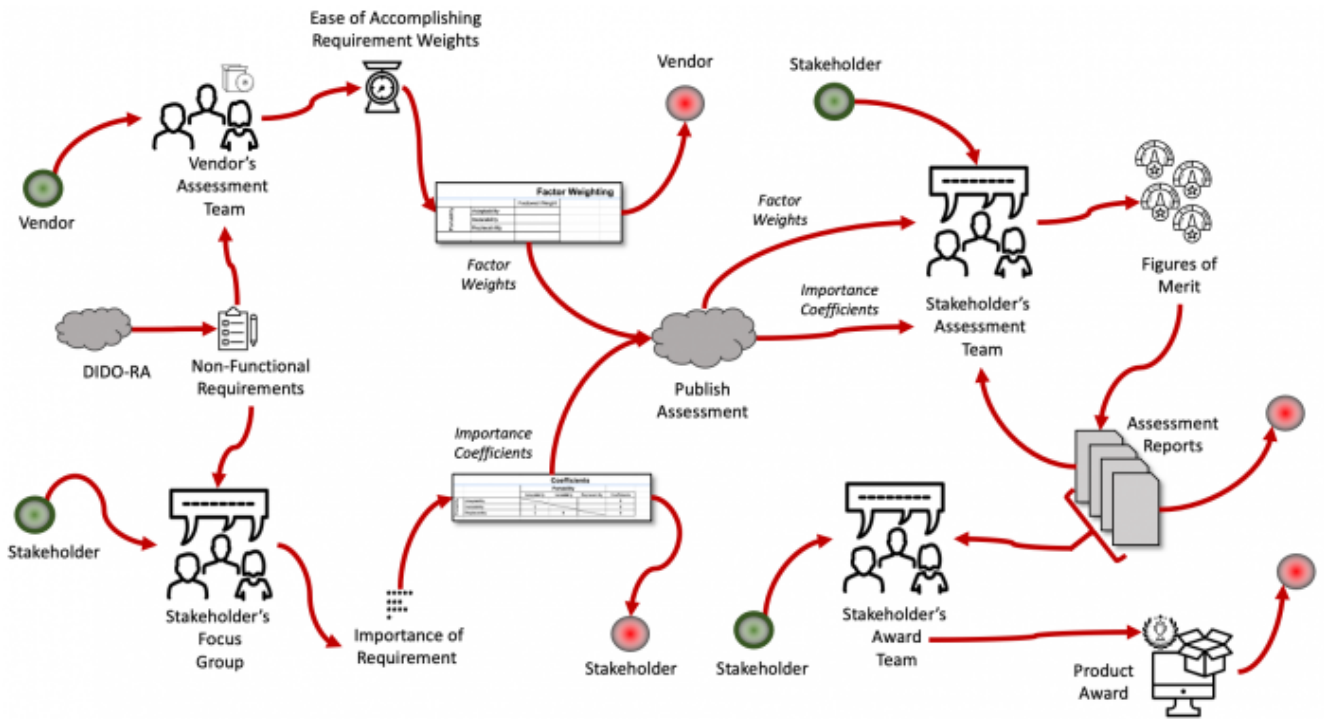 Ease of Accomplishing
Requirement Weights
Vendor
Stakeholder
Vendor's
Assessment
Team
Vendor
Factor Weighting
Factor
Weights
Factor
Weights
Figures of
Merit
Importance
Coefficients
Stakeholder's
Assessment
Team
DIDO-RA
Non-Functional
Requirements
Publish
Assessment
Importance
Coefficients
Assessment
Reports
Coefficients
Stakeholder
Stakeholder's
Focus
Group
Importance of
Requirement
Stakeholder
Stakeholder
Stakeholder's
Award
Team
Product
Award